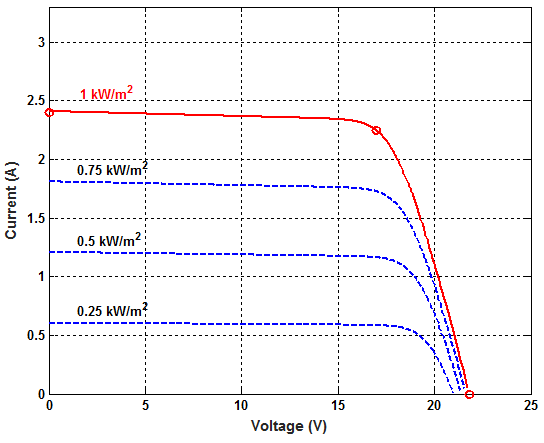 3
2.5
2
1.5
1
0.5
0
1 kW/m²
0.75 kW/m²
0.5 kW/m²
0.25 kW/m²
Current (A)
0 5 10 15 20 25
Voltage (V)